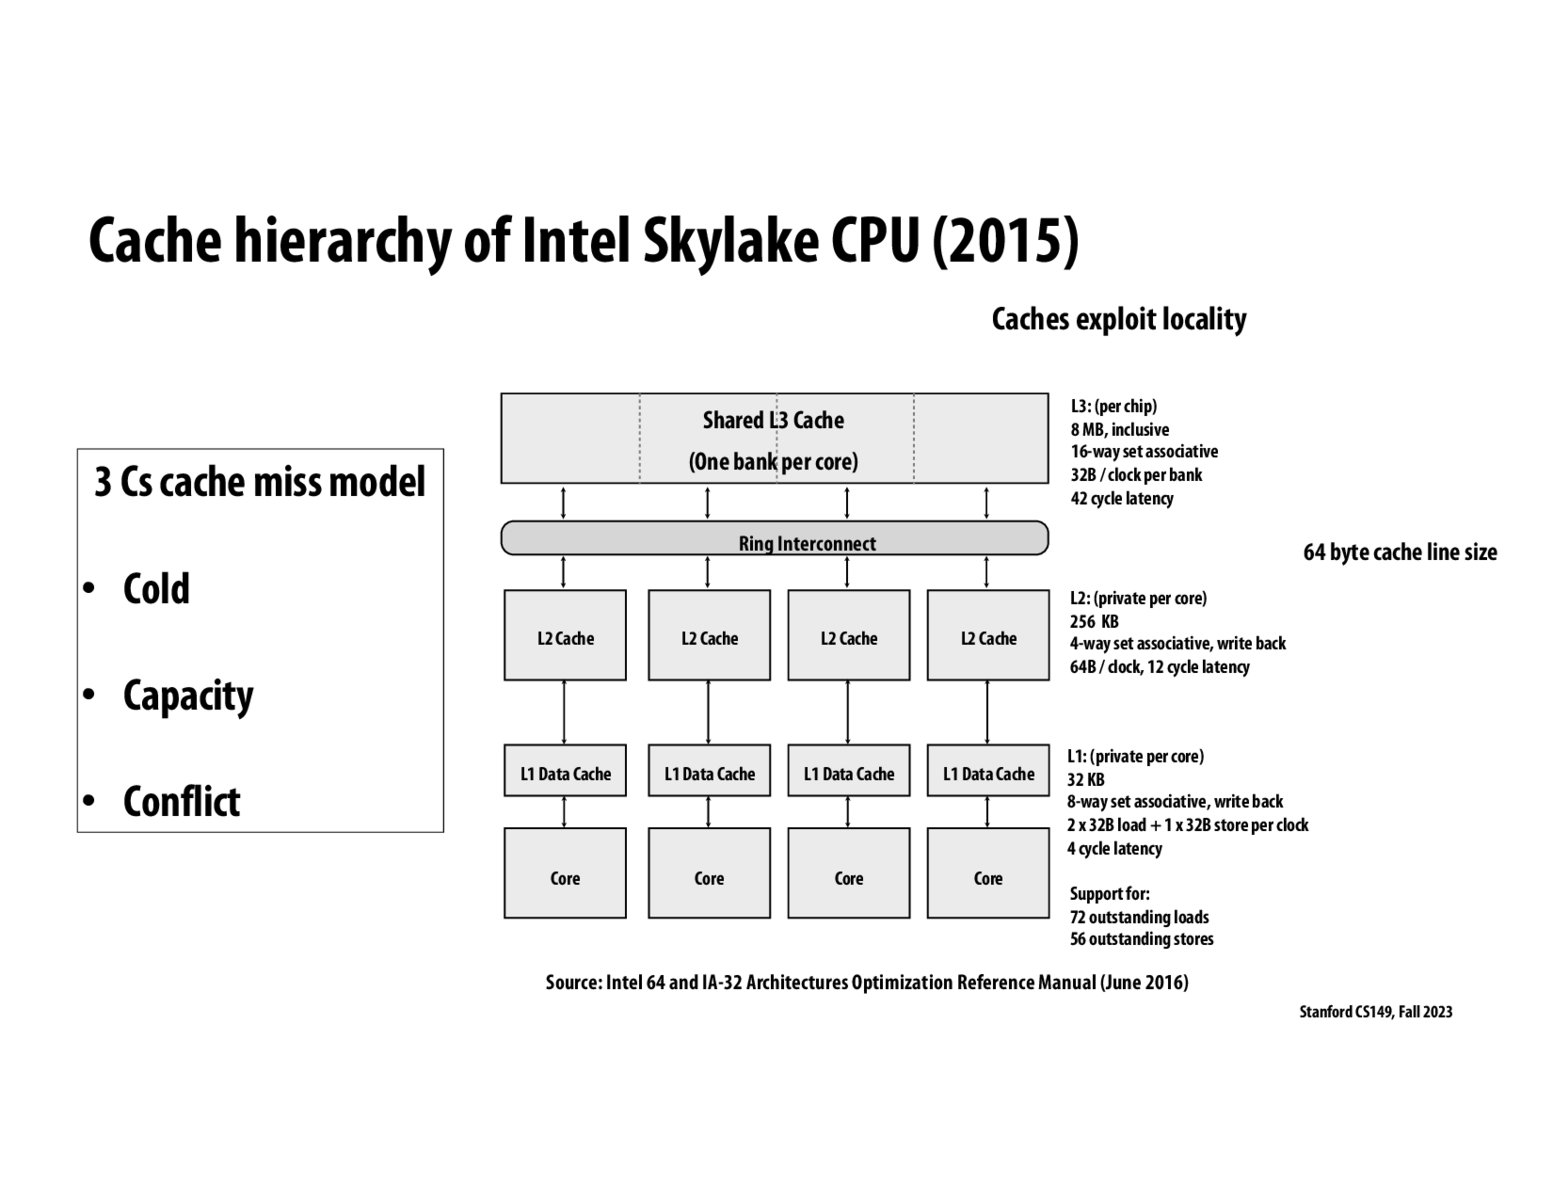 Cache hierarchy of Intel Skylake CPU (2015)
Caches exploit locality
3 Cs cache miss model
• Cold
• Capacity
• Conflict
Shared L3 Cache
(One bank per core)
Ring Interconnect
L2 Cache L2 Cache L2 Cache L2 Cache
L1 Data Cache L1 Data Cache L1 Data Cache L1 Data Cache
Core Core Core Core
L3: (per chip)
8 MB, inclusive
16-way set associative
32B / clock per bank
42 cycle latency
64 byte cache line size
L2: (private per core)
256 KB
4-way set associative, write back
64B / clock, 12 cycle latency
L1: (private per core)
32 KB
8-way set associative, write back
2 x 32B load + 1 x 32B store per clock
4 cycle latency
Support for:
72 outstanding loads
56 outstanding stores
Source: Intel 64 and IA-32 Architectures Optimization Reference Manual (June 2016)
Stanford CS149, Fall 2023